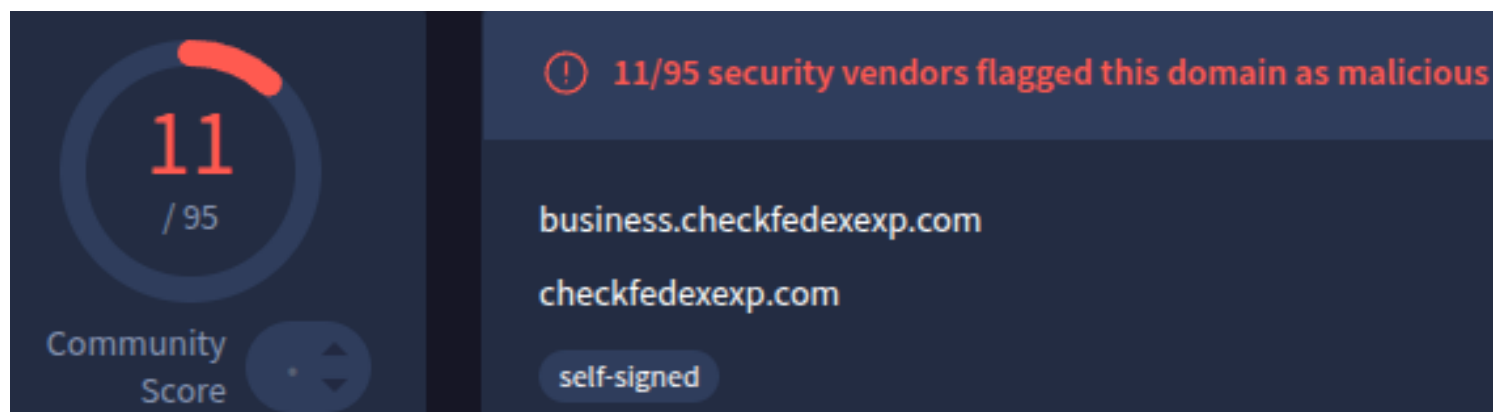 11
/ 95
Community
Score
11/95 security vendors flagged this domain as malicious
business.checkfedexexp.com
checkfedexexp.com
self-signed